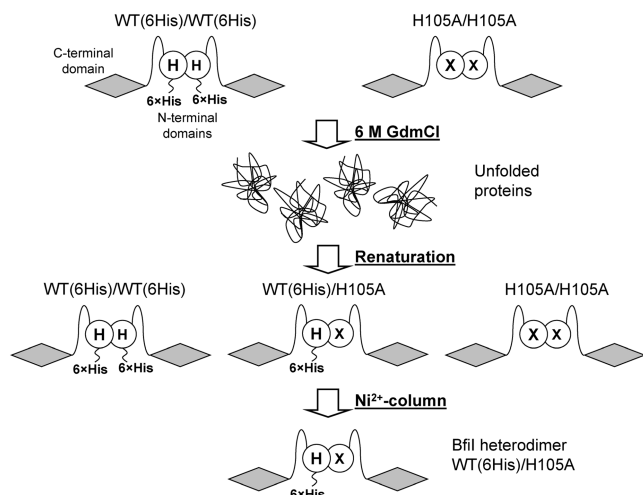 WT(6His)/WT(6His)
H105A/H105A
C-terminal
domain
H H
X X
6×His 6×His
N-terminal
domains
6 M GdmCl
Unfolded
proteins
Renaturation
WT(6His)/WT(6His)
WT(6His)/H105A
H105A/H105A
H H
H X
X X
6×His 6×His
6×His
Ni²⁺-column
H X
BfiI heterodimer
WT(6His)/H105A
6×His